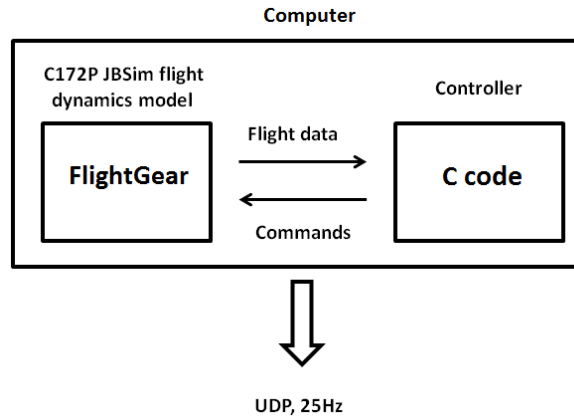 Computer
C172P JBSim flight
dynamics model
Controller
Flight data
FlightGear
C code
Commands
UDP, 25Hz